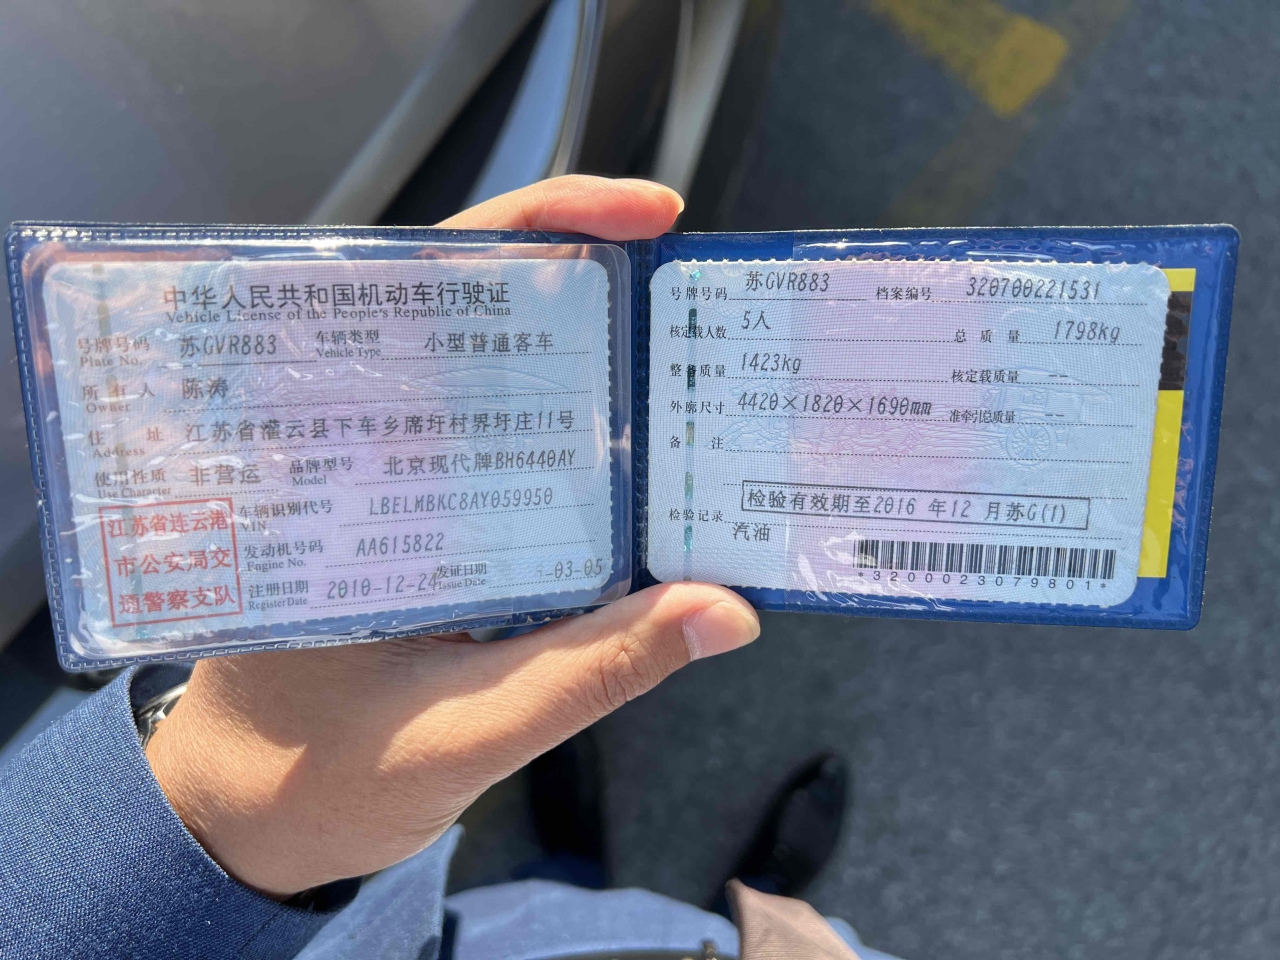 中华人民共和国机动车行驶证
Vehicle License of the People's Republic of China
号牌号码 苏GVR883 车辆类型 小型普通客车
Plate No. Vehicle Type
所有人 陈涛
Owner
住址 江苏省灌云县下车乡席圩村界圩庄11号
Address
使用性质 非营运 品牌型号 北京现代牌BH6440AY
Use Character Model
江苏省连云港
市公安局交
通警察支队
车辆识别代号 LBELMBKC8AY059950
VIN
发动机号码 AA615822
Engine No.
注册日期 2010-12-24 发证日期 -03-05
Register Date Issue Date
号牌号码 苏GVR883 档案编号 320700221531
核定载人数 5人 总质量 1798Kg
整备质量 1423kg 核定载质量 --
外廓尺寸 4420×1820×1690mm 准牵引总质量 --
备注
检验有效期至2016 年12 月苏G(1)
检验记录
汽油
*3200023079801*